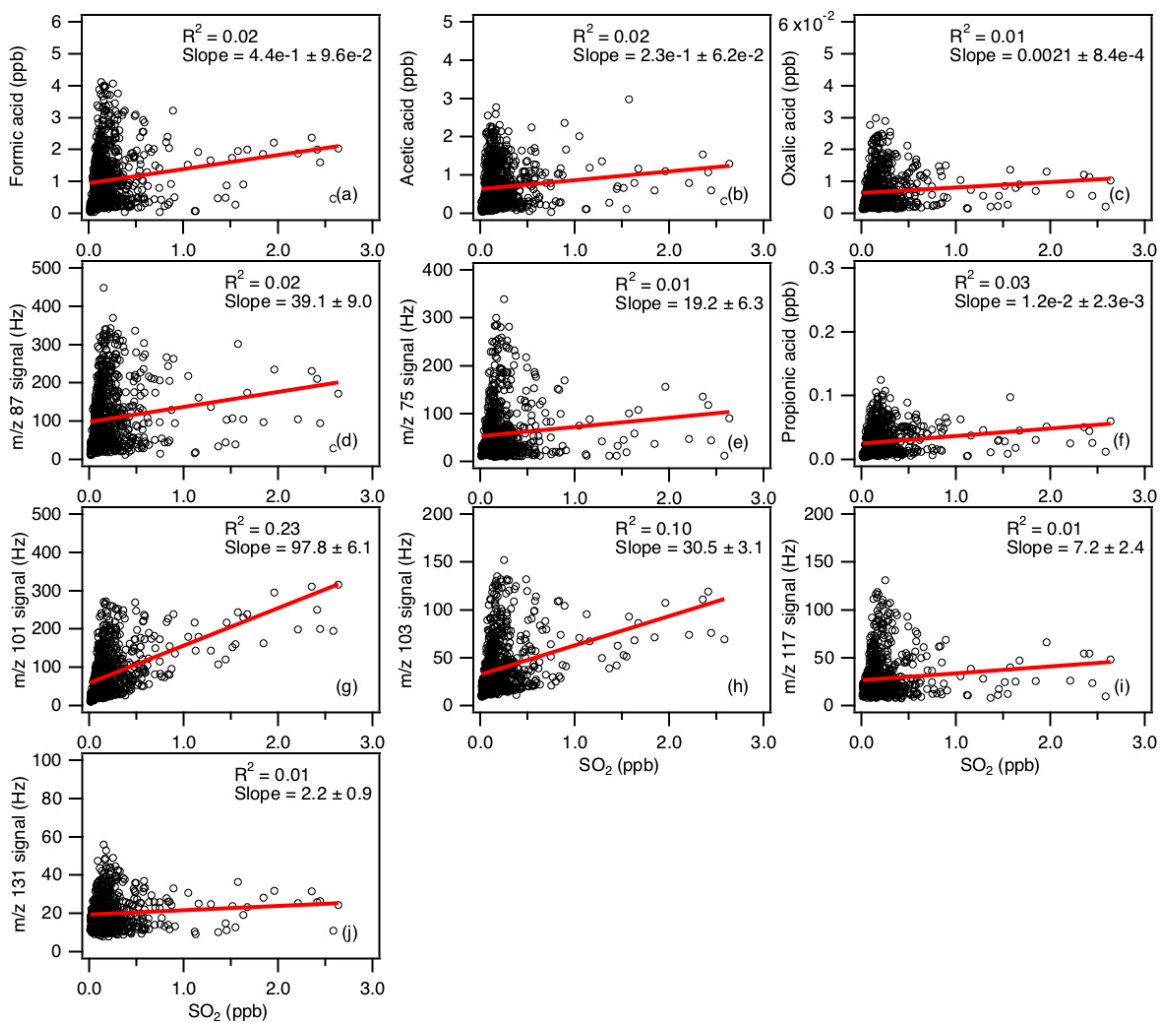 Formic acid (ppb)
6
5
4
3
2
1
0
R² = 0.02
Slope = 4.4e-1 ± 9.6e-2
(a)
0.0 1.0 2.0 3.0
Acetic acid (ppb)
5
4
3
2
1
0
R² = 0.02
Slope = 2.3e-1 ± 6.2e-2
(b)
0.0 1.0 2.0 3.0
Oxalic acid (ppb)
6 x10⁻²
5
4
3
2
1
0
R² = 0.01
Slope = 0.0021 ± 8.4e-4
(c)
0.0 1.0 2.0 3.0
m/z 87 signal (Hz)
500
400
300
200
100
0
R² = 0.02
Slope = 39.1 ± 9.0
(d)
0.0 1.0 2.0 3.0
m/z 75 signal (Hz)
400
300
200
100
0
R² = 0.01
Slope = 19.2 ± 6.3
(e)
0.0 1.0 2.0 3.0
Propionic acid (ppb)
0.3
0.2
0.1
0.0
R² = 0.03
Slope = 1.2e-2 ± 2.3e-3
(f)
0.0 1.0 2.0 3.0
m/z 101 signal (Hz)
500
400
300
200
100
0
R² = 0.23
Slope = 97.8 ± 6.1
(g)
0.0 1.0 2.0 3.0
m/z 103 signal (Hz)
200
150
100
50
0
R² = 0.10
Slope = 30.5 ± 3.1
(h)
0.0 1.0 2.0 3.0
SO₂ (ppb)
m/z 117 signal (Hz)
200
150
100
50
0
R² = 0.01
Slope = 7.2 ± 2.4
(i)
0.0 1.0 2.0 3.0
SO₂ (ppb)
m/z 131 signal (Hz)
100
80
60
40
20
0
R² = 0.01
Slope = 2.2 ± 0.9
(j)
0.0 1.0 2.0 3.0
SO₂ (ppb)